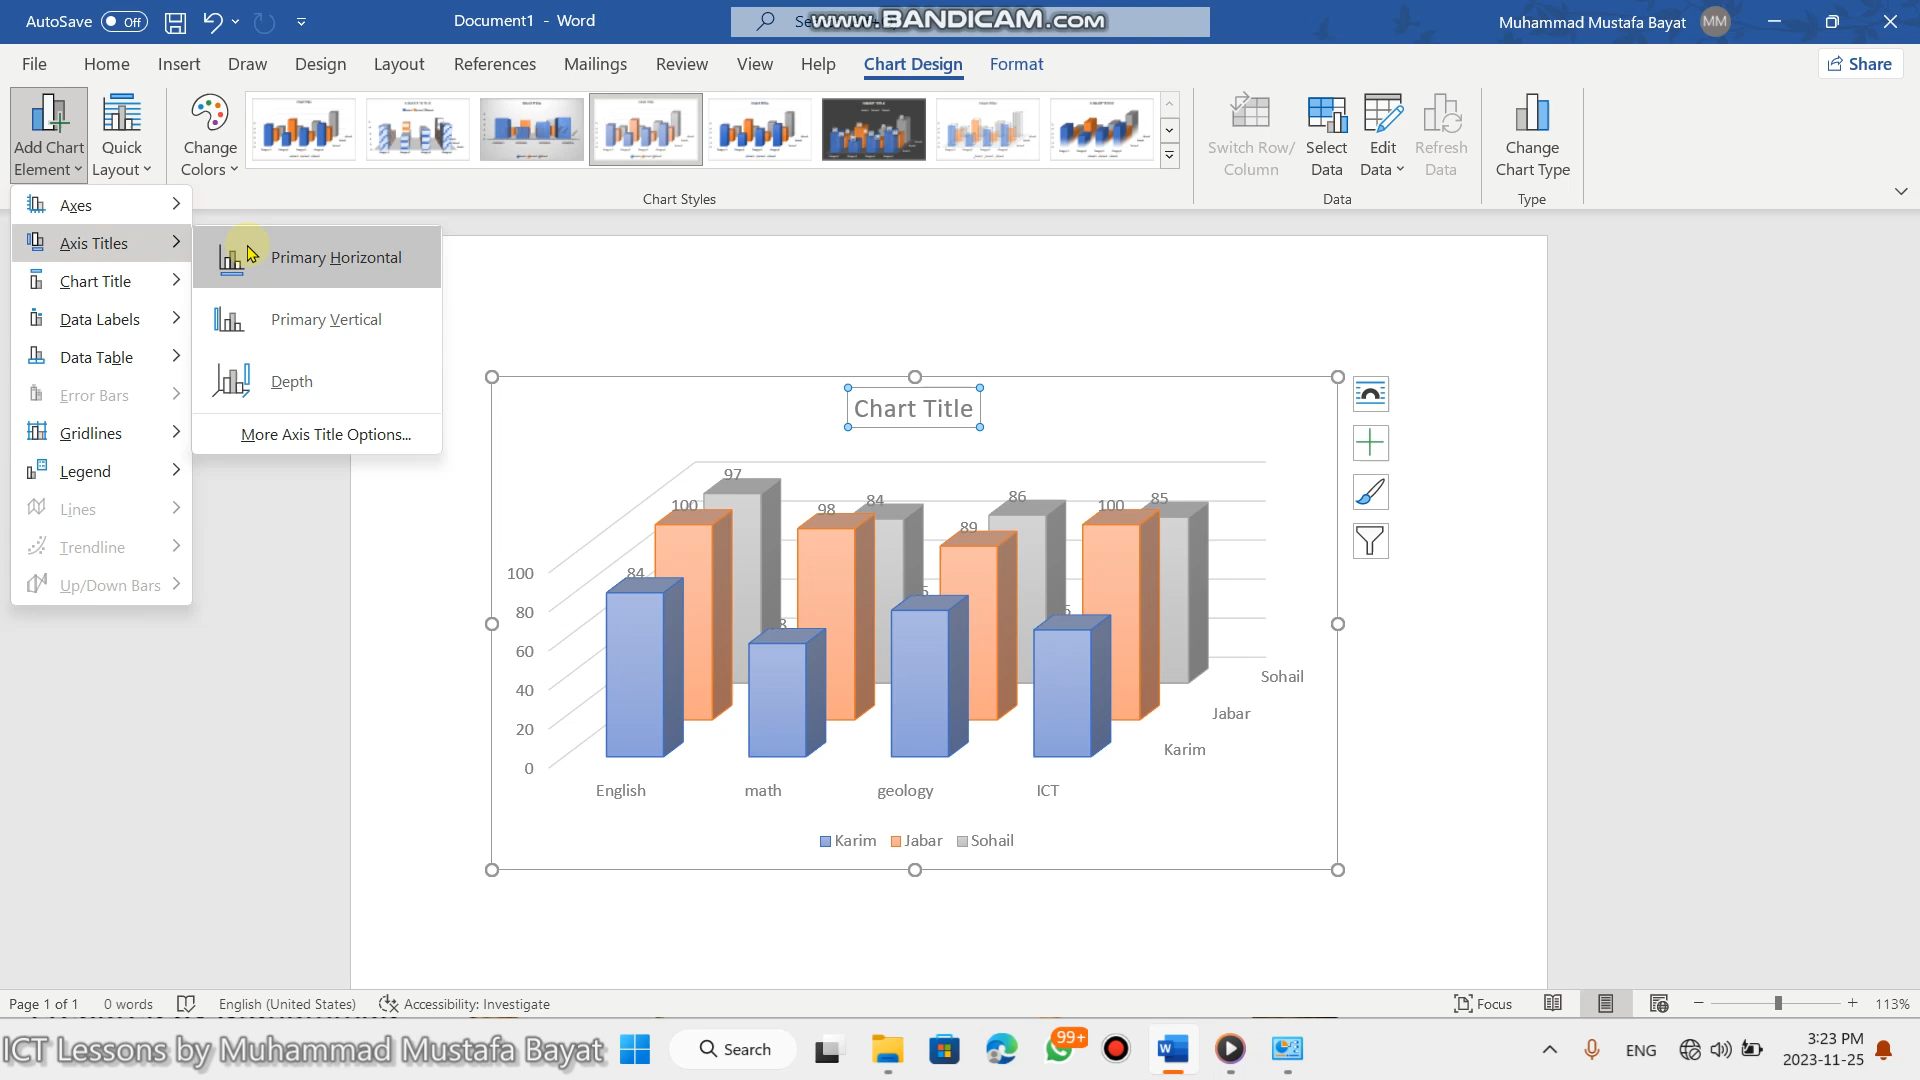 AutoSave Off
Document1 - Word
www.BANDICAM.com
Muhammad Mustafa Bayat MM
File Home Insert Draw Design Layout References Mailings Review View Help Chart Design Format
Share
Add Chart Element
Quick Layout
Change Colors
Chart Styles
Switch Row/ Column
Select Data
Edit Data
Refresh Data
Data
Change Chart Type
Type
Axes
Axis Titles
Chart Title
Data Labels
Data Table
Error Bars
Gridlines
Legend
Lines
Trendline
Up/Down Bars
Primary Horizontal
Primary Vertical
Depth
More Axis Title Options...
Chart Title
97
100 84 86 100 85
98 89
84
100
80
60
40
20
0
Sohail
Jabar
Karim
English math geology ICT
Karim Jabar Sohail
Page 1 of 1 0 words English (United States) Accessibility: Investigate
Focus 113%
ICT Lessons by Muhammad Mustafa Bayat
Search
99+
ENG
3:23 PM
2023-11-25